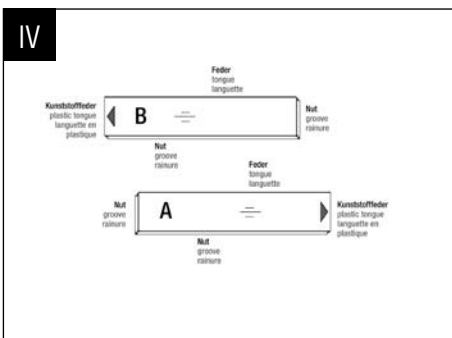 IV
Feder
tongue
languette
Kunststofffeder
plastic tongue
languette en
plastique
B
Nut
groove
rainure
Nut
groove
rainure
Feder
tongue
languette
Nut
groove
rainure
A
Kunststofffeder
plastic tongue
languette en
plastique
Nut
groove
rainure